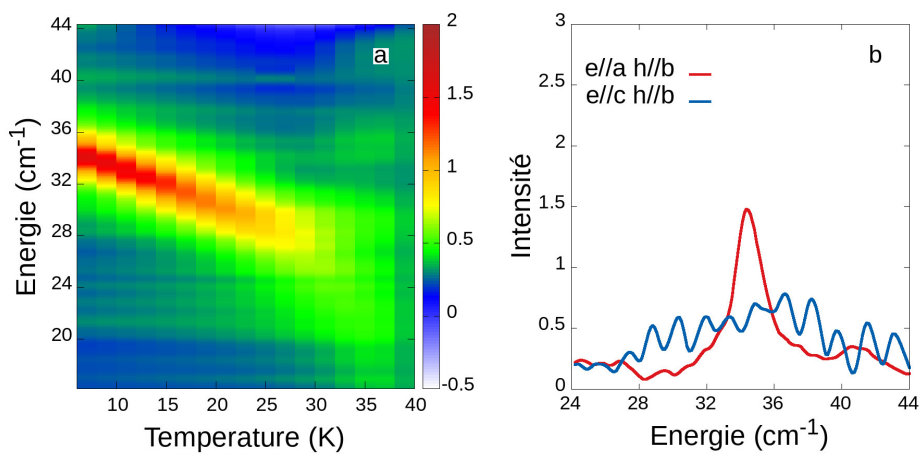 44
40
36
32
28
24
20
Energie (cm-1)
10 15 20 25 30 35 40
Temperature (K)
a
2
1.5
1
0.5
0
-0.5
3
2.5
2
1.5
1
0.5
0
Intensité
e//a h//b
e//c h//b
b
24 28 32 36 40 44
Energie (cm-1)